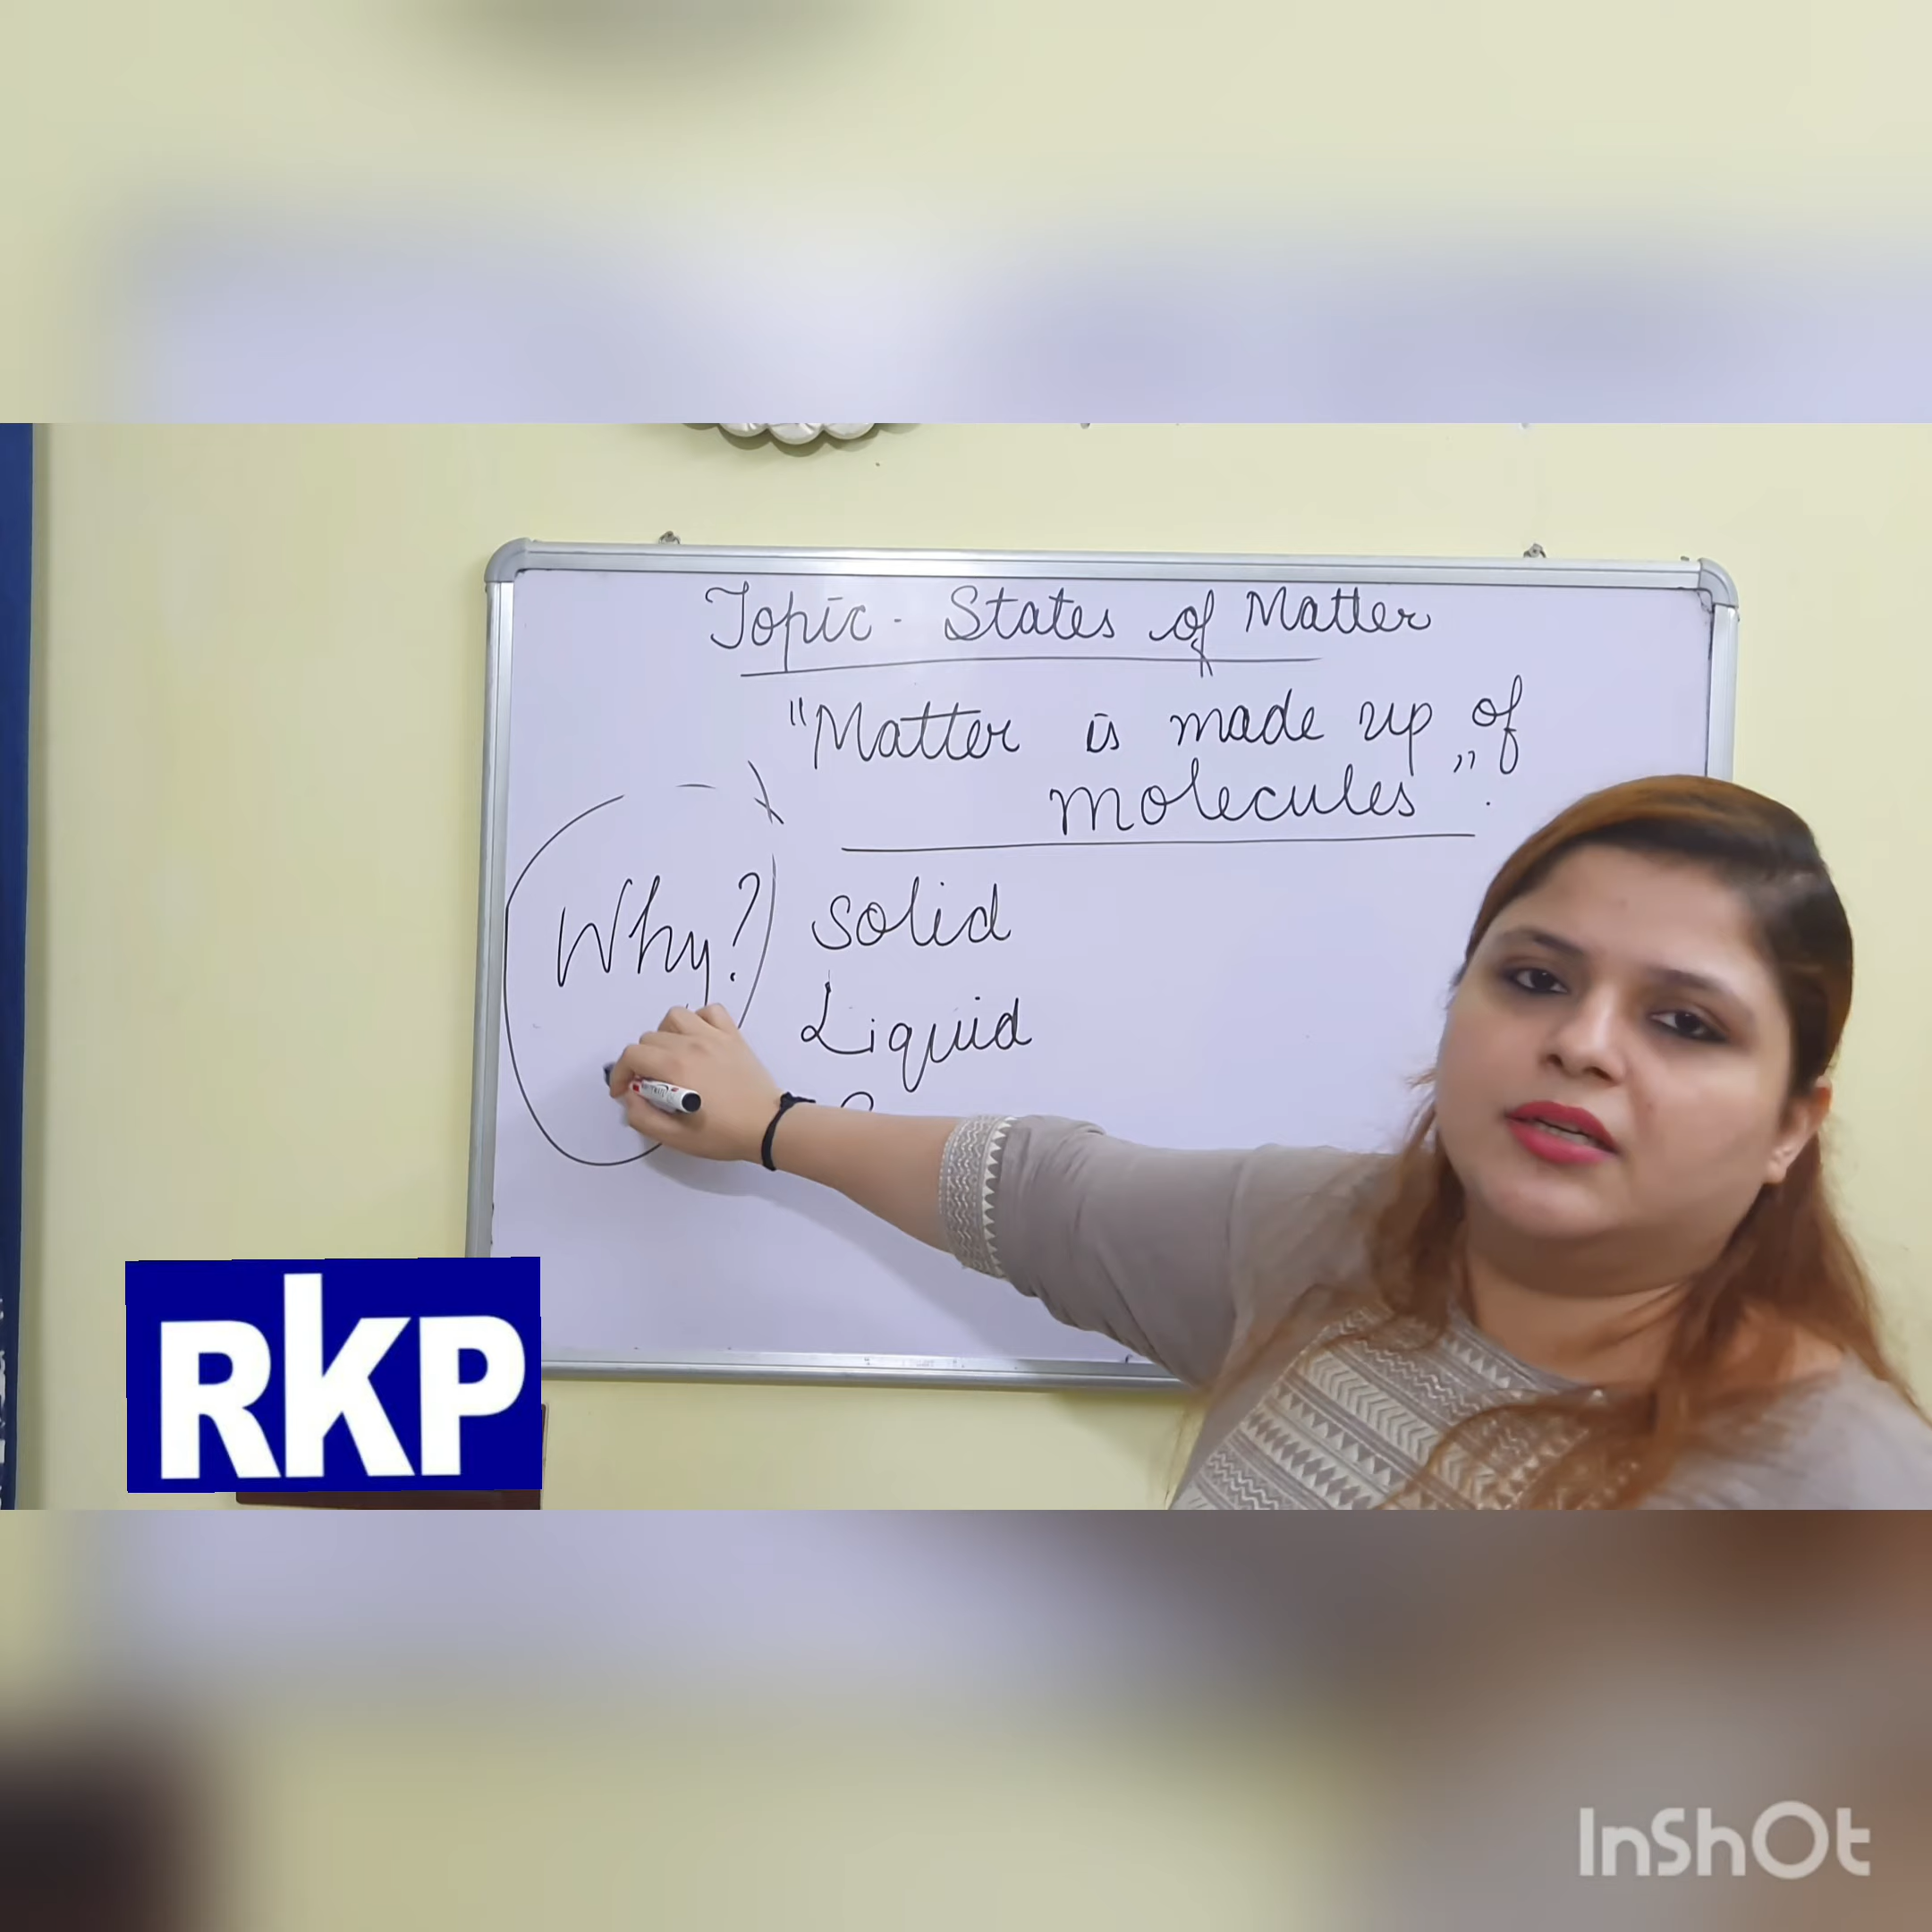 Topic - States of Matter
"Matter is made up of
molecules".
Why?
Solid
Liquid
RKP
InShOt